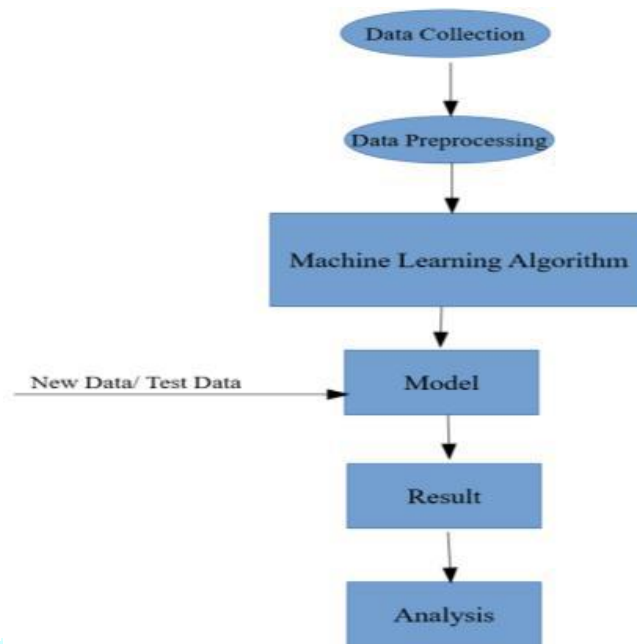 Data Collection
Data Preprocessing
Machine Learning Algorithm
New Data/ Test Data
Model
Result
Analysis